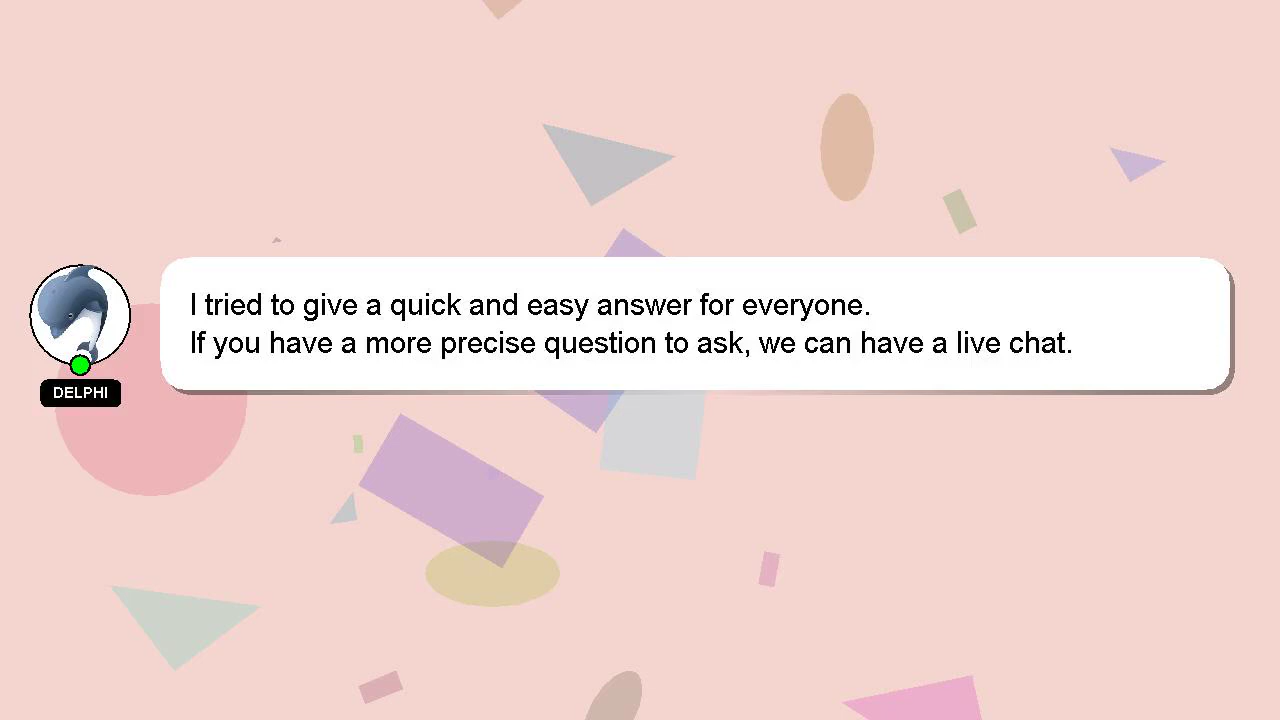 I tried to give a quick and easy answer for everyone.
If you have a more precise question to ask, we can have a live chat.
DELPHI